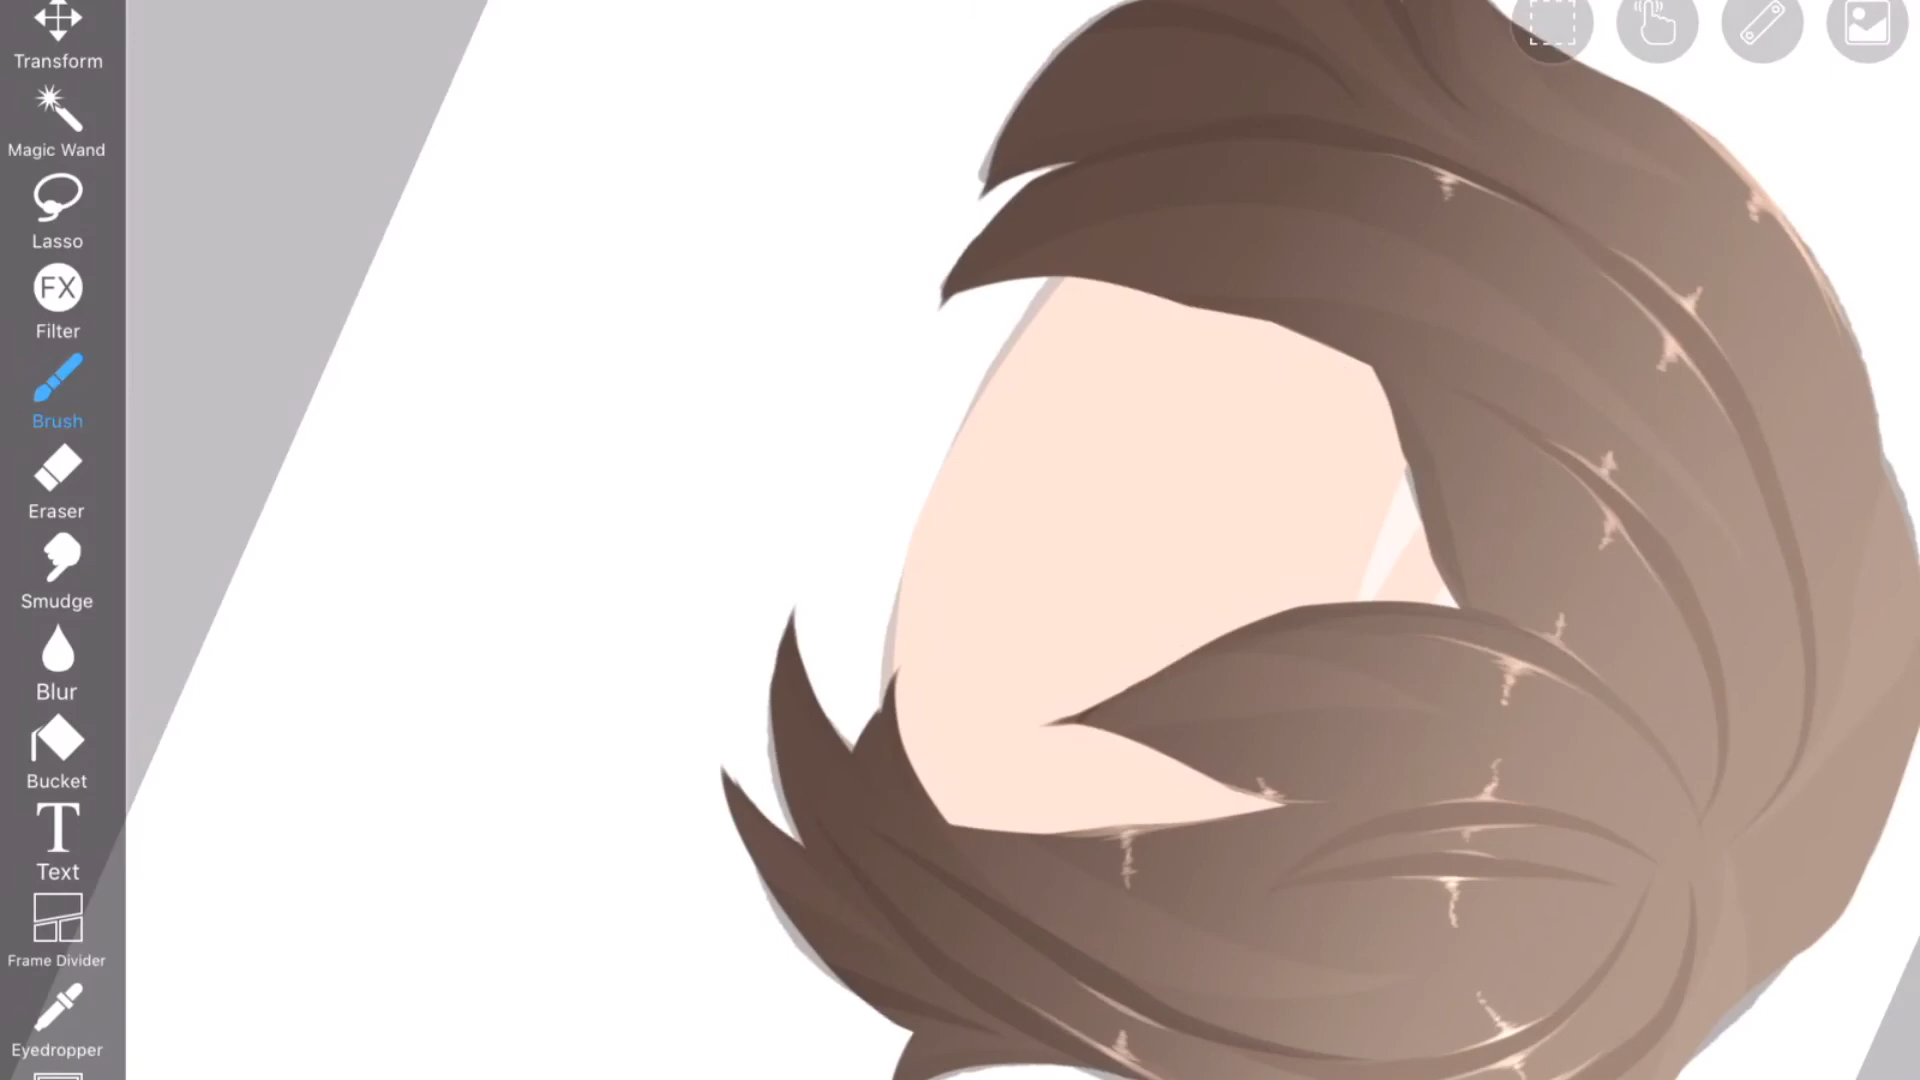 Transform
Magic Wand
Lasso
FX
Filter
Brush
Eraser
Smudge
Blur
Bucket
T
Text
Frame Divider
Eyedropper